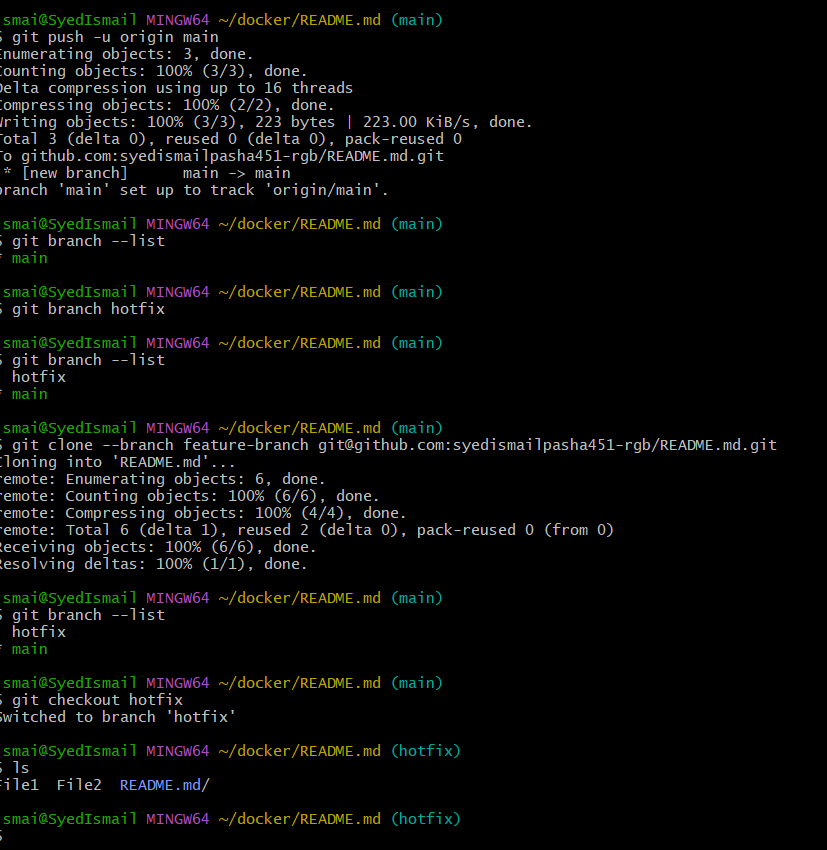 smai@SyedIsmail MINGW64 ~/docker/README.md (main)
$ git push -u origin main
Enumerating objects: 3, done.
Counting objects: 100% (3/3), done.
Delta compression using up to 16 threads
Compressing objects: 100% (2/2), done.
Writing objects: 100% (3/3), 223 bytes | 223.00 KiB/s, done.
Total 3 (delta 0), reused 0 (delta 0), pack-reused 0
To github.com:syedismailpasha451-rgb/README.md.git
* [new branch]      main -> main
branch 'main' set up to track 'origin/main'.
smai@SyedIsmail MINGW64 ~/docker/README.md (main)
$ git branch --list
* main
smai@SyedIsmail MINGW64 ~/docker/README.md (main)
$ git branch hotfix
smai@SyedIsmail MINGW64 ~/docker/README.md (main)
$ git branch --list
hotfix
* main
smai@SyedIsmail MINGW64 ~/docker/README.md (main)
$ git clone --branch feature-branch git@github.com:syedismailpasha451-rgb/README.md.git
Cloning into 'README.md'...
remote: Enumerating objects: 6, done.
remote: Counting objects: 100% (6/6), done.
remote: Compressing objects: 100% (4/4), done.
remote: Total 6 (delta 1), reused 2 (delta 0), pack-reused 0 (from 0)
Receiving objects: 100% (6/6), done.
Resolving deltas: 100% (1/1), done.
smai@SyedIsmail MINGW64 ~/docker/README.md (main)
$ git branch --list
hotfix
* main
smai@SyedIsmail MINGW64 ~/docker/README.md (main)
$ git checkout hotfix
Switched to branch 'hotfix'
smai@SyedIsmail MINGW64 ~/docker/README.md (hotfix)
$ ls
File1  File2  README.md/
smai@SyedIsmail MINGW64 ~/docker/README.md (hotfix)
$